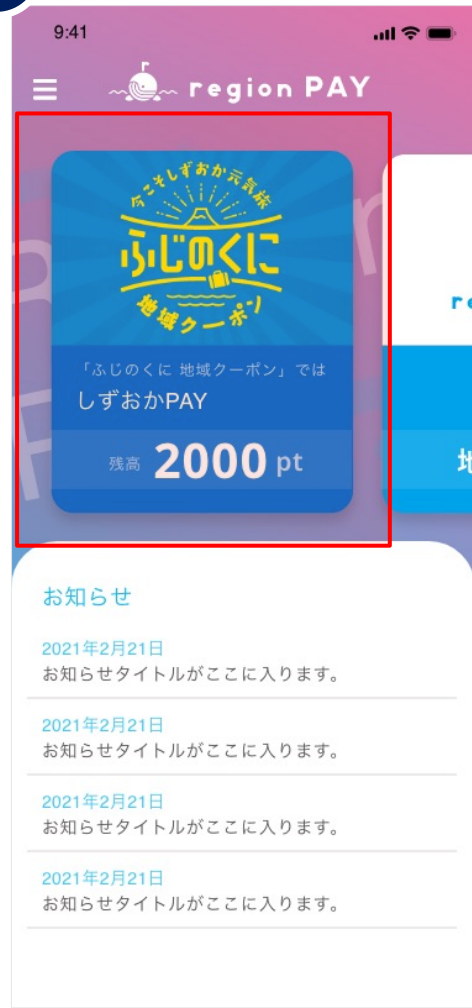 9:41
region PAY
今こそしずおか元気旅
ふじのくに
地域クーポン
「ふじのくに 地域クーポン」では
しずおかPAY
残高 2000 pt
re
地
お知らせ
2021年2月21日
お知らせタイトルがここに入ります。
2021年2月21日
お知らせタイトルがここに入ります。
2021年2月21日
お知らせタイトルがここに入ります。
2021年2月21日
お知らせタイトルがここに入ります。